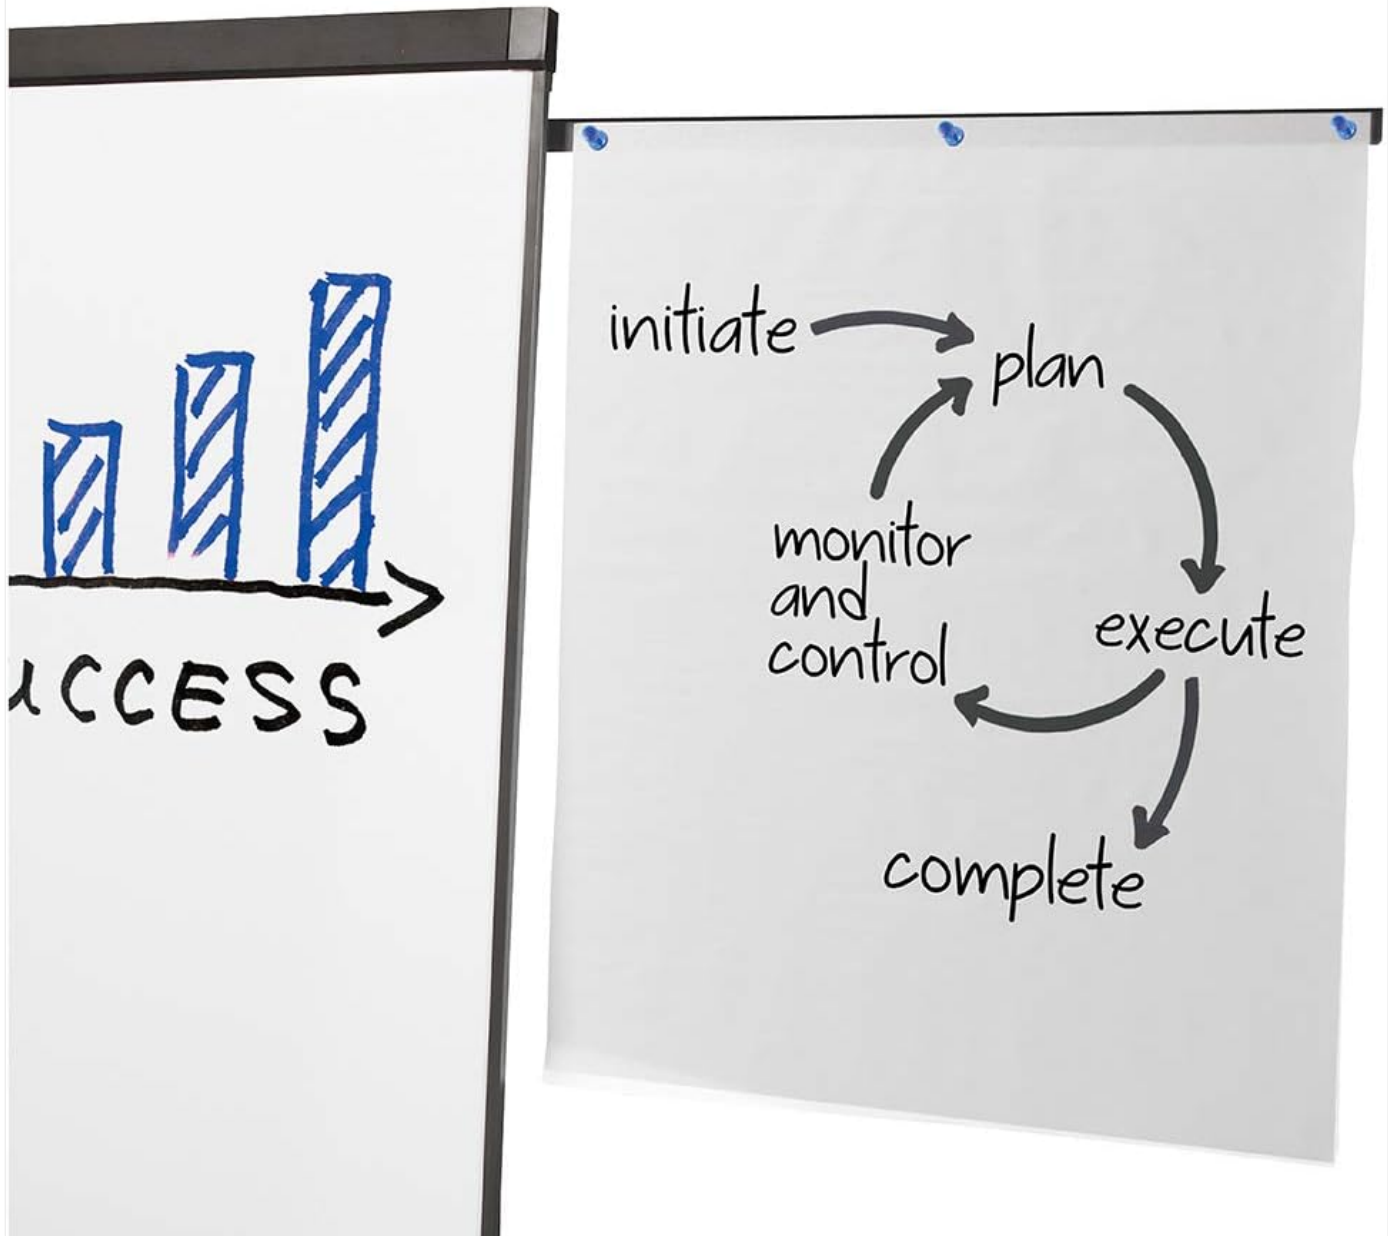 uCCESS
initiate
plan
monitor
and
control
execute
complete